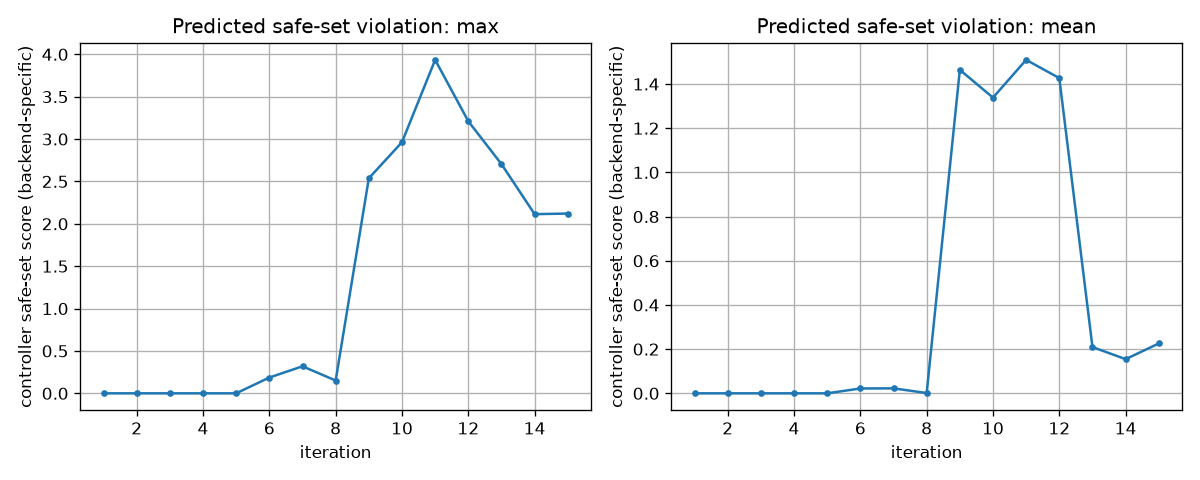 Predicted safe-set violation: max
controller safe-set score (backend-specific)
4.0
3.5
3.0
2.5
2.0
1.5
1.0
0.5
0.0
2 4 6 8 10 12 14
iteration
Predicted safe-set violation: mean
controller safe-set score (backend-specific)
1.4
1.2
1.0
0.8
0.6
0.4
0.2
0.0
2 4 6 8 10 12 14
iteration